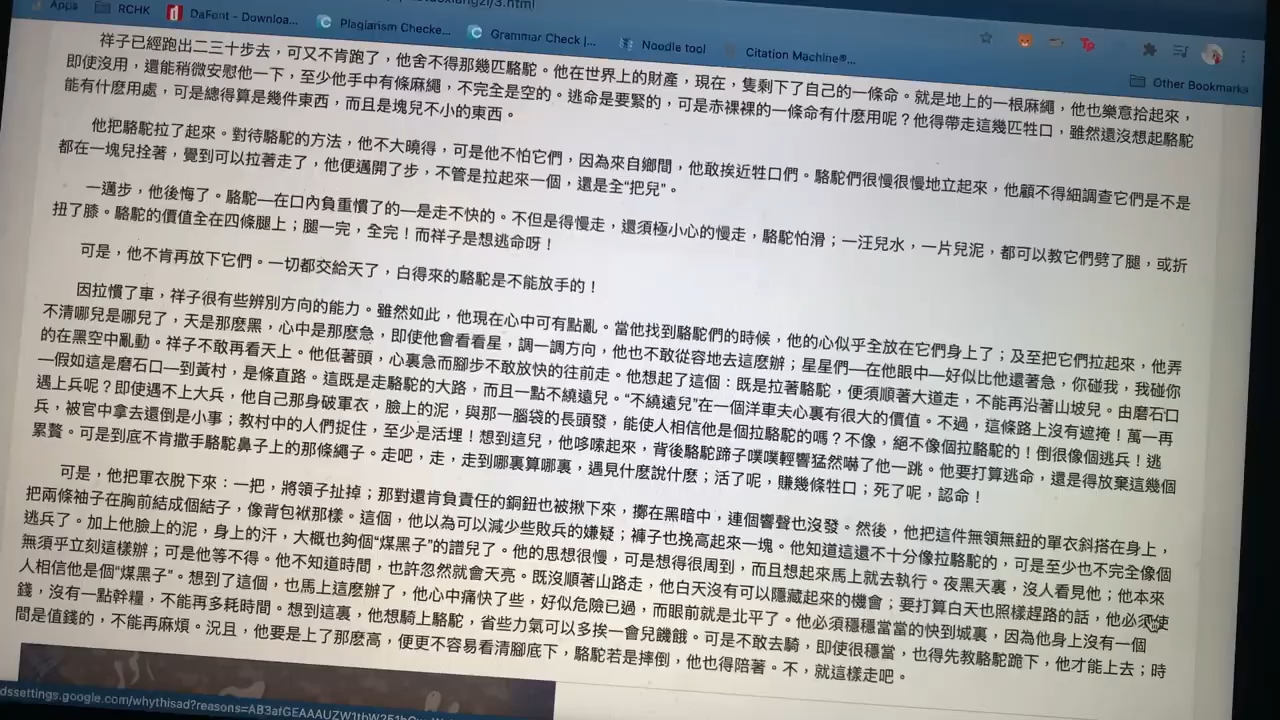 Apps
RCHK
DaFont - Downloa...
Plagiarism Checke...
Grammar Check |...
Noodle tool
Citation Machine®...
Other Bookmarks
祥子已經跑出二三十步去，可又不肯跑了，他舍不得那幾匹駱駝。他在世界上的財產，現在，隻剩下了自己的一條命。就是地上的一根麻繩，他也樂意拾起來，
即使沒用，還能稍微安慰他一下，至少他手中有條麻繩，不完全是空的。逃命是要緊的，可是赤裸裸的一條命有什麽用呢？他得帶走這幾匹牲口，雖然還沒想起駱駝
能有什麽用處，可是總得算是幾件東西，而且是塊兒不小的東西。
他把駱駝拉了起來。對待駱駝的方法，他不大曉得，可是他不怕它們，因為來自鄉間，他敢挨近牲口們。駱駝們很慢很慢地立起來，他顧不得細調查它們是不是
都在一塊兒拴著，覺到可以拉著走了，他便邁開了步，不管是拉起來一個，還是全“把兒”。
一邁步，他後悔了。駱駝—在口內負重慣了的—是走不快的。不但是得慢走，還須極小心的慢走，駱駝怕滑；一汪兒水，一片兒泥，都可以教它們劈了腿，或折
扭了膝。駱駝的價值全在四條腿上；腿一完，全完！而祥子是想逃命呀！
可是，他不肯再放下它們。一切都交給天了，白得來的駱駝是不能放手的！
因拉慣了車，祥子很有些辨別方向的能力。雖然如此，他現在心中可有點亂。當他找到駱駝們的時候，他的心似乎全放在它們身上了；及至把它們拉起來，他弄
不清哪兒是哪兒了，天是那麽黑，心中是那麽急，即使他會看看星，調一調方向，他也不敢從容地去這麽辦；星星們—在他眼中—好似比他還著急，你碰我，我碰你
的在黑空中亂動。祥子不敢再看天上。他低著頭，心裏急而腳步不敢放快的往前走。他想起了這個：既是拉著駱駝，便須順著大道走，不能再沿著山坡兒。由磨石口
—假如這是磨石口—到黃村，是條直路。這既是走駱駝的大路，而且一點不繞遠兒。“不繞遠兒”在一個洋車夫心裏有很大的價值。不過，這條路上沒有遮掩！萬一再
遇上兵呢？即使遇不上大兵，他自己那身破軍衣，臉上的泥，與那一腦袋的長頭發，能使人相信他是個拉駱駝的嗎？不像，絕不像個拉駱駝的！倒很像個逃兵！逃
兵，被官中拿去還倒是小事；教村中的人們捉住，至少是活埋！想到這兒，他哆嗦起來，背後駱駝蹄子噗噗輕響猛然嚇了他一跳。他要打算逃命，還是得放棄這幾個
累贅。可是到底不肯撒手駱駝鼻子上的那條繩子。走吧，走，走到哪裏算哪裏，遇見什麽說什麽；活了呢，賺幾條牲口；死了呢，認命！
可是，他把軍衣脫下來：一把，將領子扯掉；那對還肯負責任的銅鈕也被揪下來，擲在黑暗中，連個響聲也沒發。然後，他把這件無領無鈕的單衣斜搭在身上，
把兩條袖子在胸前結成個結子，像背包袱那樣。這個，他以為可以減少些敗兵的嫌疑；褲子也挽高起來一塊。他知道這還不十分像拉駱駝的，可是至少也不完全像個
逃兵了。加上他臉上的泥，身上的汗，大概也夠個“煤黑子”的譜兒了。他的思想很慢，可是想得很周到，而且想起來馬上就去執行。夜黑天裏，沒人看見他；他本來
無須乎立刻這樣辦；可是他等不得。他不知道時間，也許忽然就會天亮。既沒順著山路走，他白天沒有可以隱藏起來的機會；要打算白天也照樣趕路的話，他必須使
人相信他是個“煤黑子”。想到了這個，也馬上這麽辦了，他心中痛快了些，好似危險已過，而眼前就是北平了。他必須穩穩當當的快到城裏，因為他身上沒有一個
錢，沒有一點幹糧，不能再多耗時間。想到這裏，他想騎上駱駝，省些力氣可以多挨一會兒饑餓。可是不敢去騎，即使很穩當，也得先教駱駝跪下，他才能上去；時
間是值錢的，不能再麻煩。況且，他要是上了那麽高，便更不容易看清腳底下，駱駝若是摔倒，他也得陪著。不，就這樣走吧。